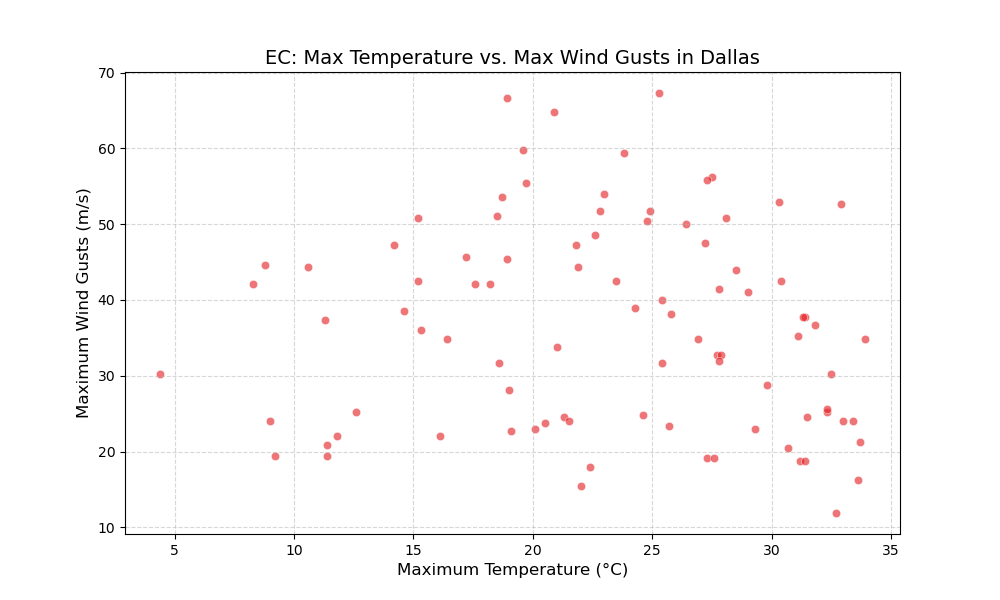 EC: Max Temperature vs. Max Wind Gusts in Dallas
Maximum Wind Gusts (m/s)
70
60
50
40
30
20
10
5 10 15 20 25 30 35
Maximum Temperature (°C)